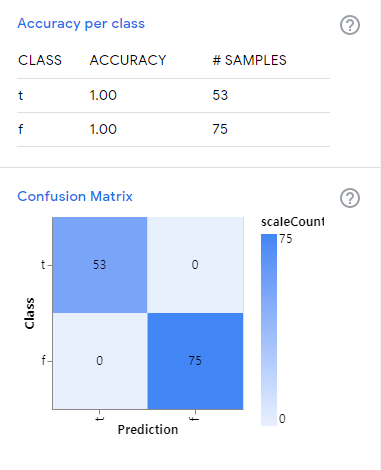 Accuracy per class ?
CLASS ACCURACY # SAMPLES
t 1.00 53
f 1.00 75
Confusion Matrix ?
scaleCount
75
t 53 0
Class
f 0 75
0
t f
Prediction